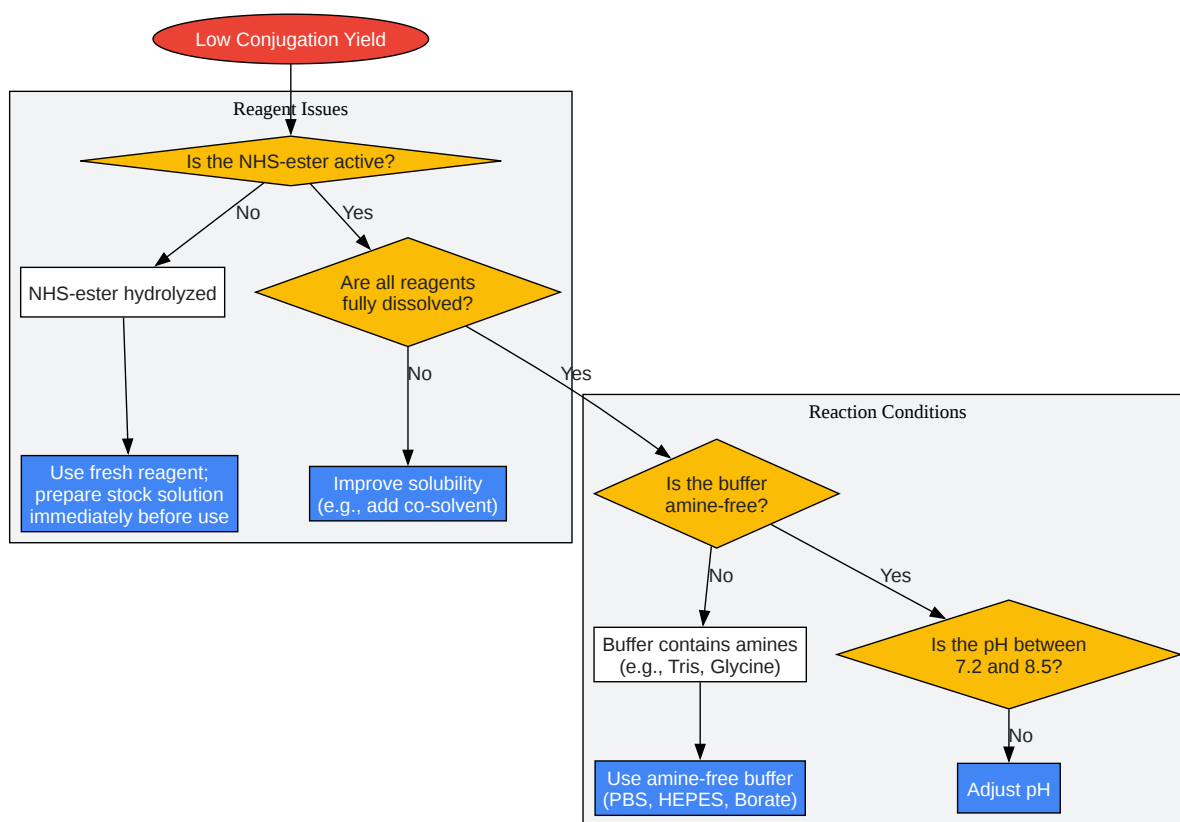 Low Conjugation Yield
Reagent Issues
Is the NHS-ester active?
No
Yes
NHS-ester hydrolyzed
Are all reagents
fully dissolved?
No
Yes
Use fresh reagent;
prepare stock solution
immediately before use
Improve solubility
(e.g., add co-solvent)
Reaction Conditions
Is the buffer
amine-free?
No
Yes
Buffer contains amines
(e.g., Tris, Glycine)
Is the pH between
7.2 and 8.5?
No
Use amine-free buffer
(PBS, HEPES, Borate)
Adjust pH